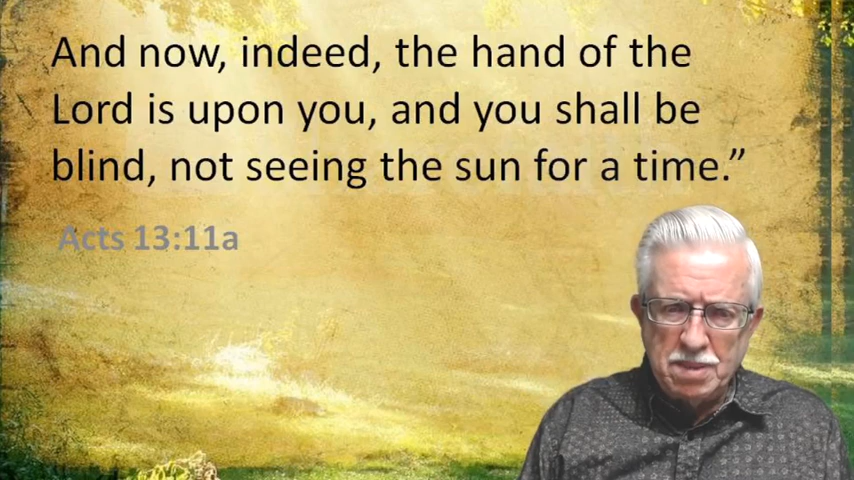 And now, indeed, the hand of the
Lord is upon you, and you shall be
blind, not seeing the sun for a time.”
Acts 13:11a